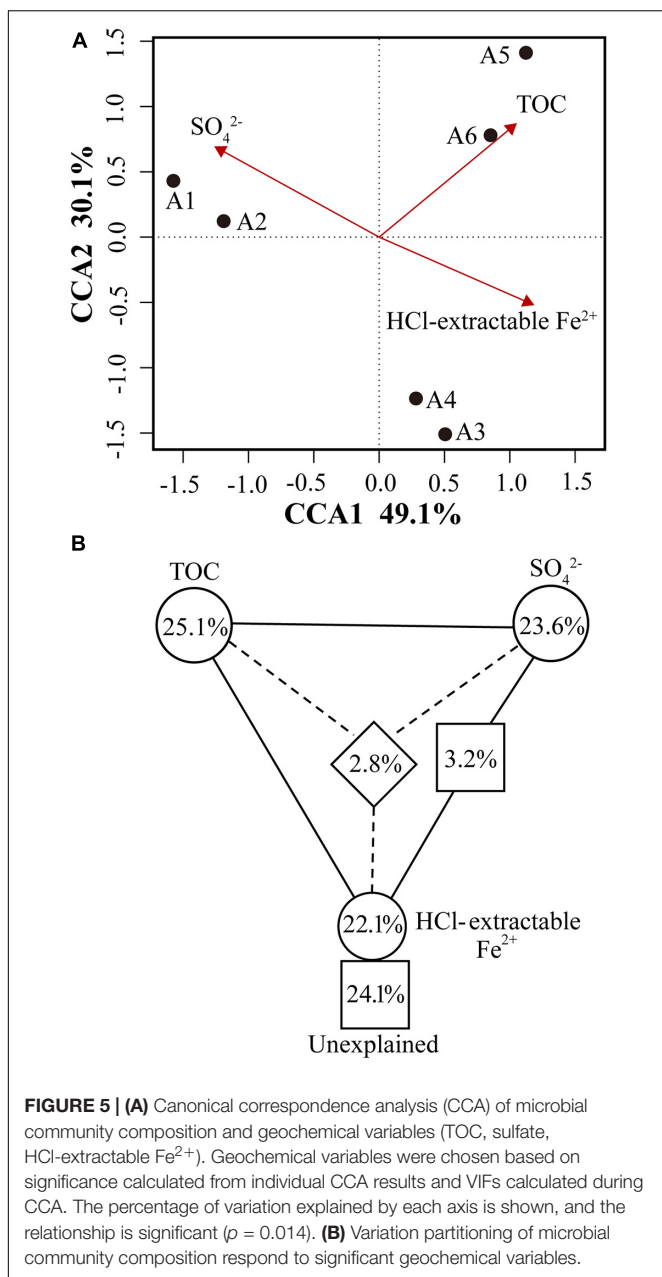 A
1.5
1.0
0.5
0.0
-0.5
-1.0
-1.5
CCA2 30.1%
A5
TOC
A6
SO₄²⁻
A1
A2
HCl-extractable Fe²⁺
A4
A3
-1.5 -1.0 -0.5 0.0 0.5 1.0 1.5
CCA1 49.1%
B
TOC
SO₄²⁻
25.1%
23.6%
2.8%
3.2%
22.1%
HCl-extractable
Fe²⁺
24.1%
Unexplained
FIGURE 5 | (A) Canonical correspondence analysis (CCA) of microbial
community composition and geochemical variables (TOC, sulfate,
HCl-extractable Fe²⁺). Geochemical variables were chosen based on
significance calculated from individual CCA results and VIFs calculated during
CCA. The percentage of variation explained by each axis is shown, and the
relationship is significant (p = 0.014). (B) Variation partitioning of microbial
community composition respond to significant geochemical variables.